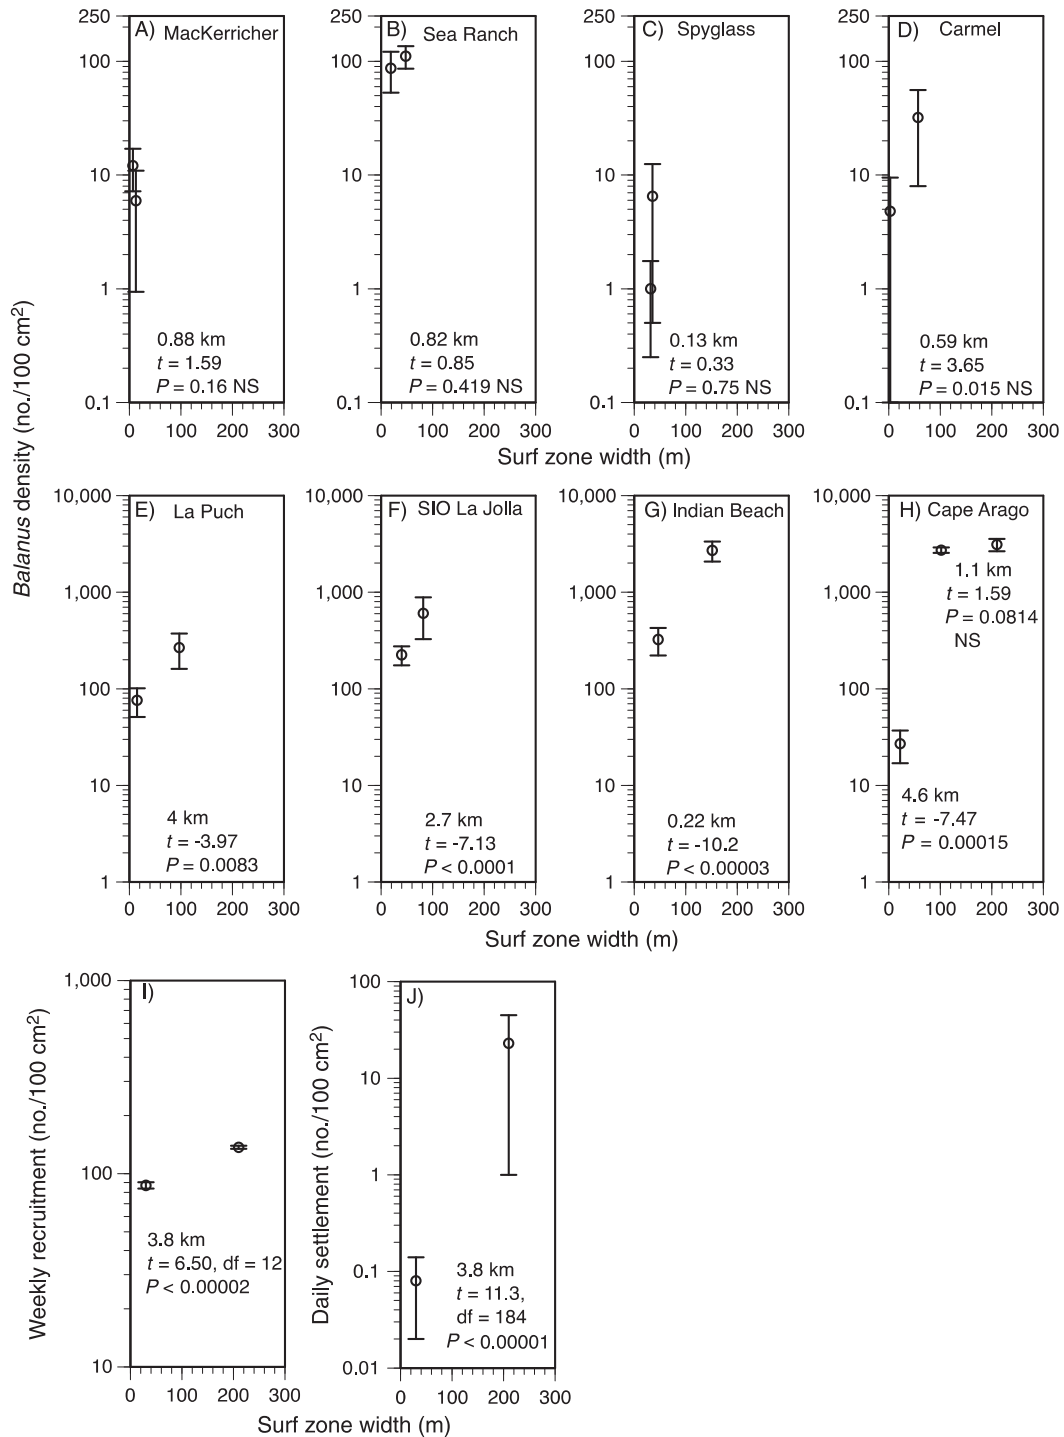 Balanus density (no./100 cm²)
A) MacKerricher
250
100
10
1
0.1
0.88 km
t = 1.59
P = 0.16 NS
0 100 200 300
B) Sea Ranch
250
100
10
1
0.1
0.82 km
t = 0.85
P = 0.419 NS
0 100 200 300
C) Spyglass
250
100
10
1
0.1
0.13 km
t = 0.33
P = 0.75 NS
0 100 200 300
D) Carmel
250
100
10
1
0.1
0.59 km
t = 3.65
P = 0.015 NS
0 100 200 300
Surf zone width (m)
E) La Puch
10,000
1,000
100
10
1
4 km
t = -3.97
P = 0.0083
0 100 200 300
F) SIO La Jolla
10,000
1,000
100
10
1
2.7 km
t = -7.13
P < 0.0001
0 100 200 300
G) Indian Beach
10,000
1,000
100
10
1
0.22 km
t = -10.2
P < 0.00003
0 100 200 300
H) Cape Arago
10,000
1,000
100
10
1
1.1 km
t = 1.59
P = 0.0814
NS
4.6 km
t = -7.47
P = 0.00015
0 100 200 300
Surf zone width (m)
Weekly recruitment (no./100 cm²)
I)
1,000
100
10
3.8 km
t = 6.50, df = 12
P < 0.00002
0 100 200 300
Daily settlement (no./100 cm²)
J)
100
10
1
0.1
0.01
3.8 km
t = 11.3,
df = 184
P < 0.00001
0 100 200 300
Surf zone width (m)